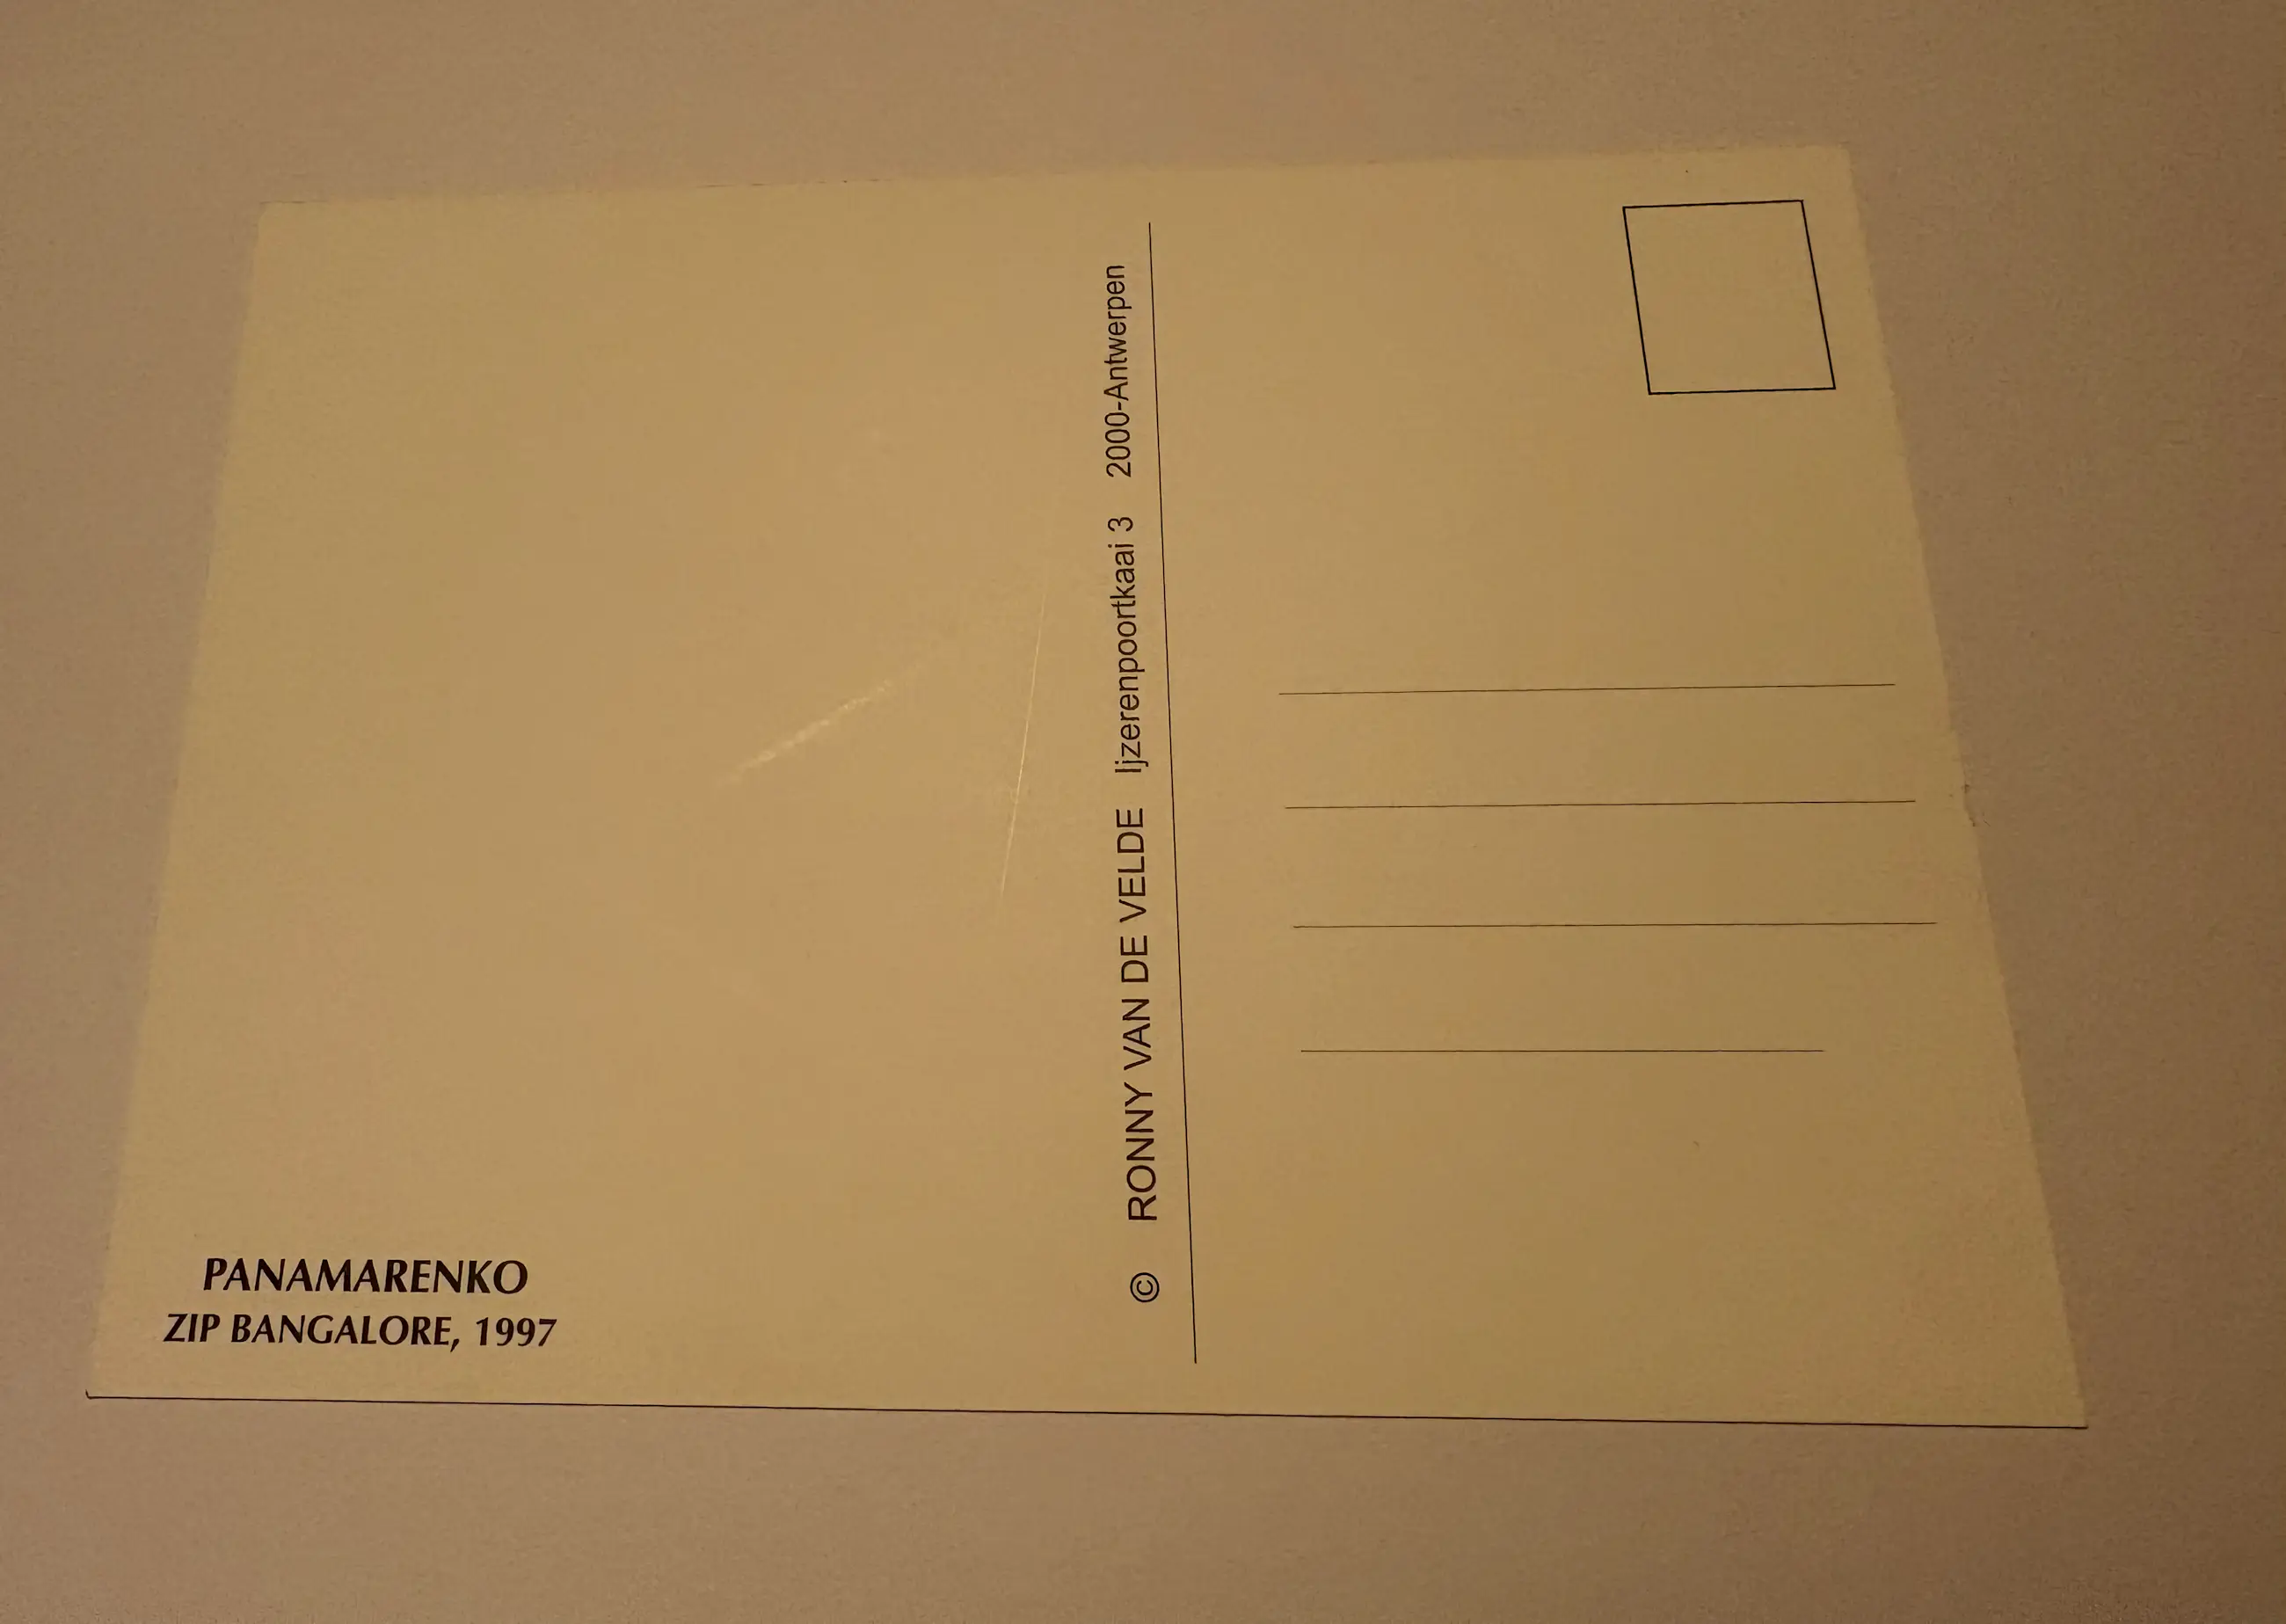 PANAMARENKO
ZIP BANGALORE, 1997
© RONNY VAN DE VELDE Ijzerenpoortkaai 3 2000-Antwerpen